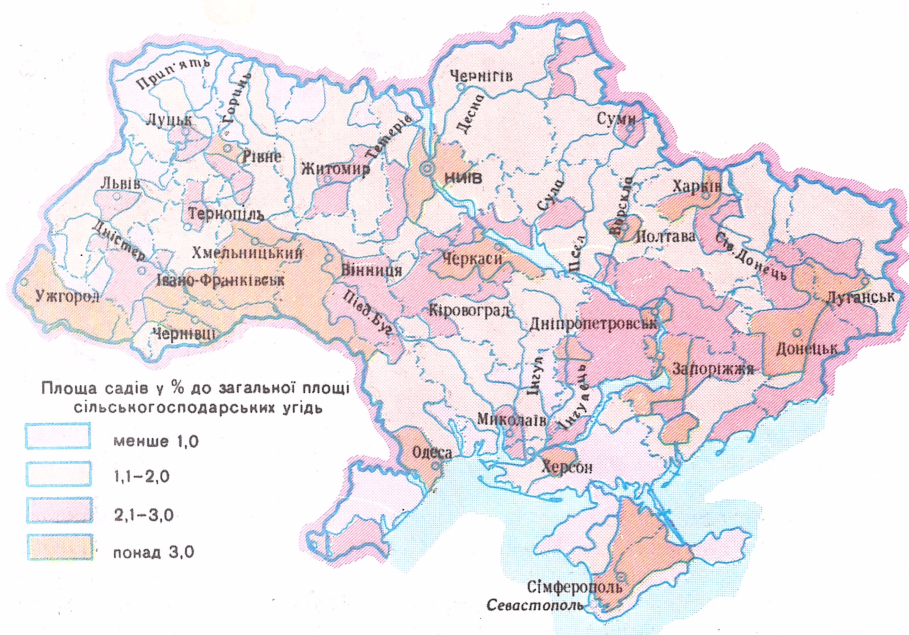 Прип'ять
Горинь
Луцьк
Рівне
Житомир
Тетерів
Чернігів
Десна
Суми
КИЇВ
Львів
Тернопіль
Дністер
Хмельницький
Вінниця
Івано-Франківськ
Ужгород
Чернівці
Півд.Буг
Черкаси
Сула
Псел
Ворскла
Полтава
Харків
Сів.Донець
Луганськ
Кіровоград
Дніпропетровськ
Донецьк
Запоріжжя
Інгул
Інгулець
Миколаїв
Одеса
Херсон
Сімферополь
Севастополь
Площа садів у % до загальної площі
сільськогосподарських угідь
менше 1,0
1,1–2,0
2,1–3,0
понад 3,0